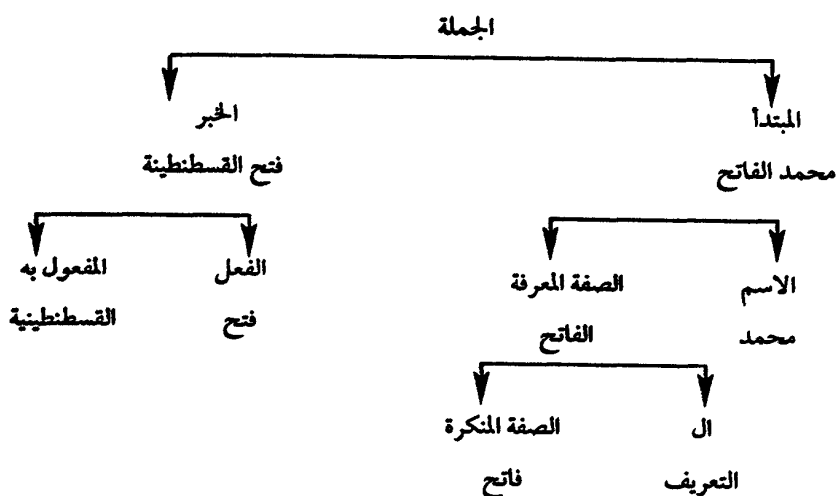 الجملة
المبتدأ
الخبر
محمد الفاتح
فتح القسطنطينة
الاسم
الصفة المعرفة
الفعل
المفعول به
محمد
الفاتح
فتح
القسطنطينية
ال
الصفة المنكرة
التعريف
فاتح